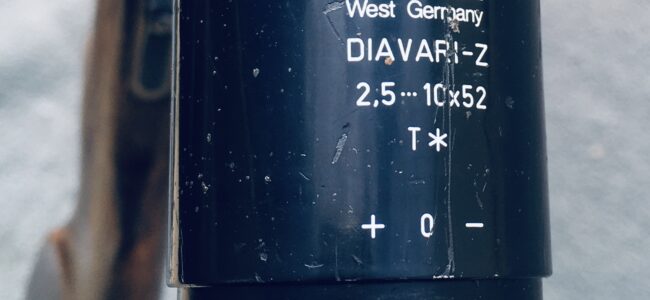 West Germany
DIAVARI-Z
2,5···10x52
T*
+ 0 -